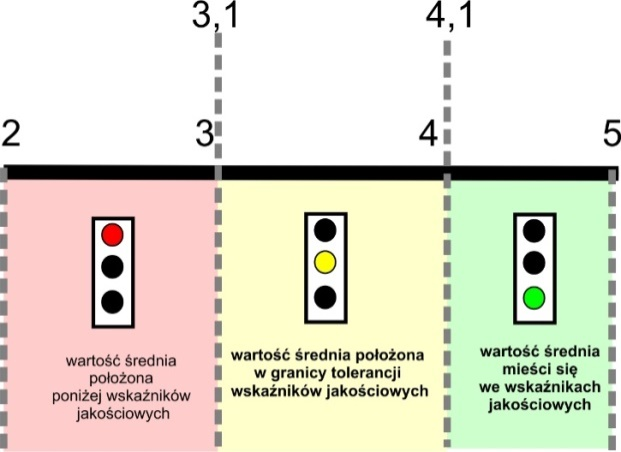 3,1 4,1
2 3 4 5
wartość średnia
położona
poniżej wskaźników
jakościowych
wartość średnia położona
w granicy tolerancji
wskaźników jakościowych
wartość średnia
mieści się
we wskaźnikach
jakościowych